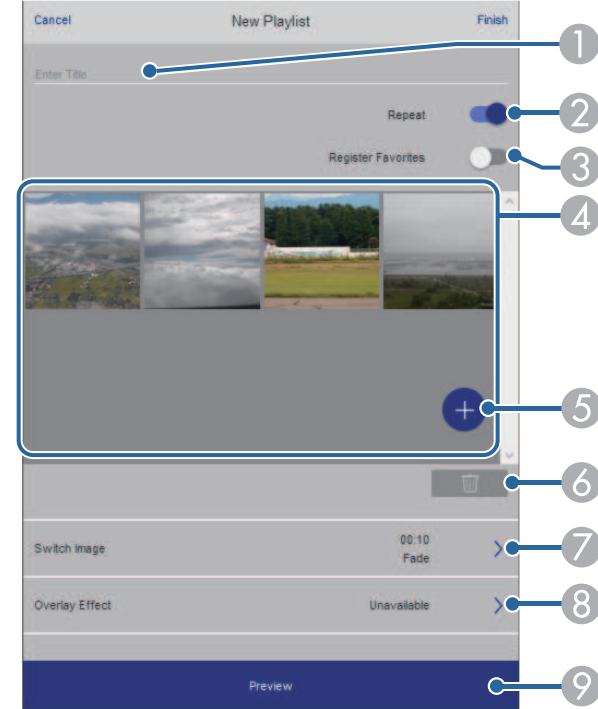 Cancel New Playlist Finish
1
Enter Title
Repeat 2
Register Favorites 3
4
5
6
Switch Image 00:10 7
Fade
Overlay Effect Unavailable 8
Preview 9